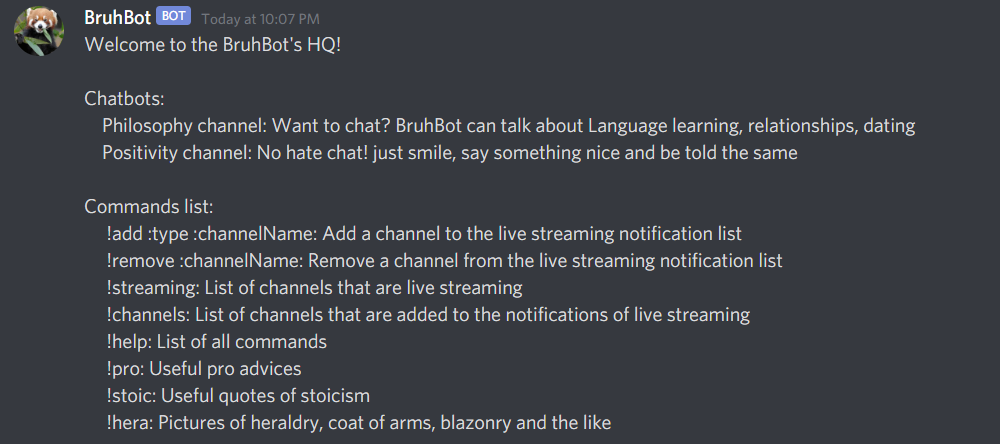 BruhBot BOT Today at 10:07 PM
Welcome to the BruhBot's HQ!
Chatbots:
Philosophy channel: Want to chat? BruhBot can talk about Language learning, relationships, dating
Positivity channel: No hate chat! just smile, say something nice and be told the same
Commands list:
!add :type :channelName: Add a channel to the live streaming notification list
!remove :channelName: Remove a channel from the live streaming notification list
!streaming: List of channels that are live streaming
!channels: List of channels that are added to the notifications of live streaming
!help: List of all commands
!pro: Useful pro advices
!stoic: Useful quotes of stoicism
!hera: Pictures of heraldry, coat of arms, blazonry and the like